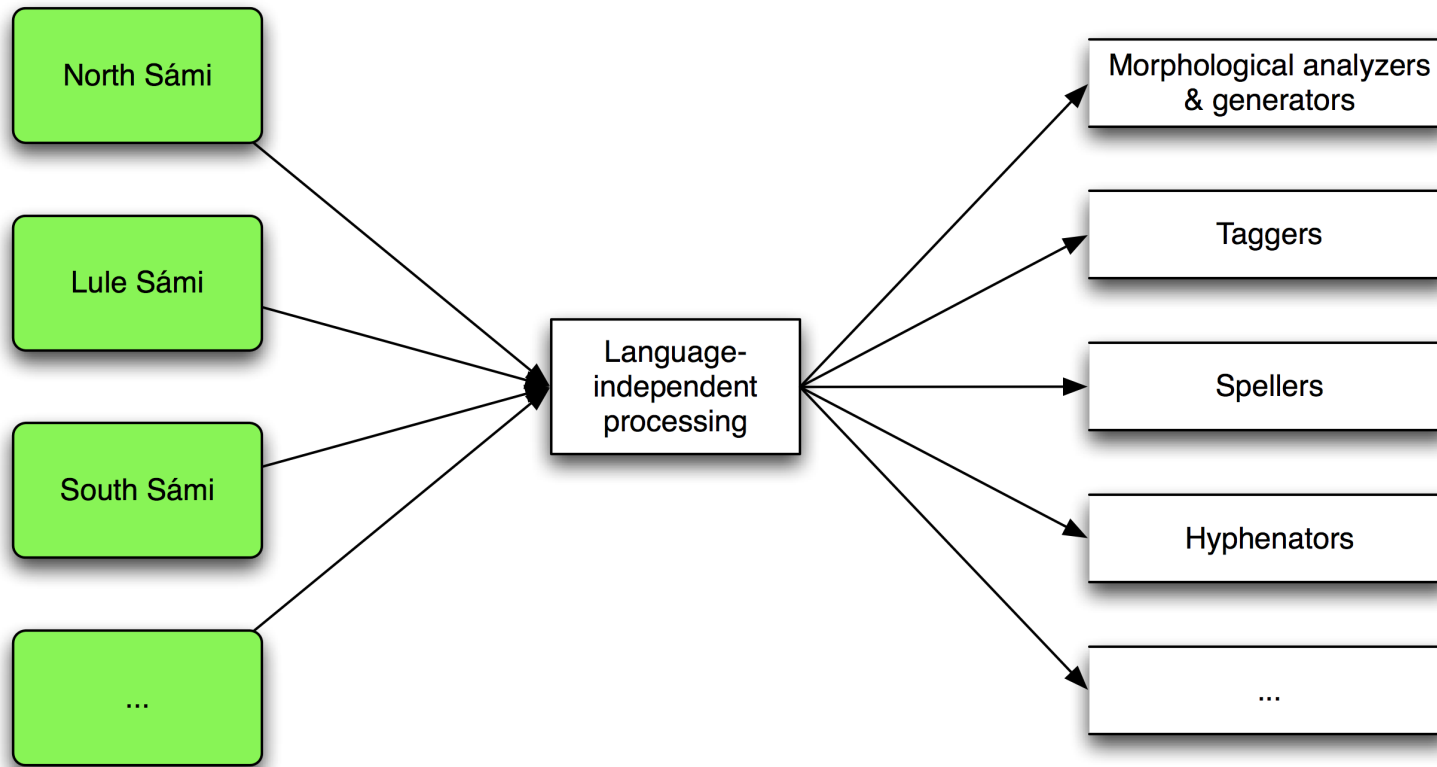 North Sámi
Lule Sámi
South Sámi
...
Language-
independent
processing
Morphological analyzers
& generators
Taggers
Spellers
Hyphenators
...